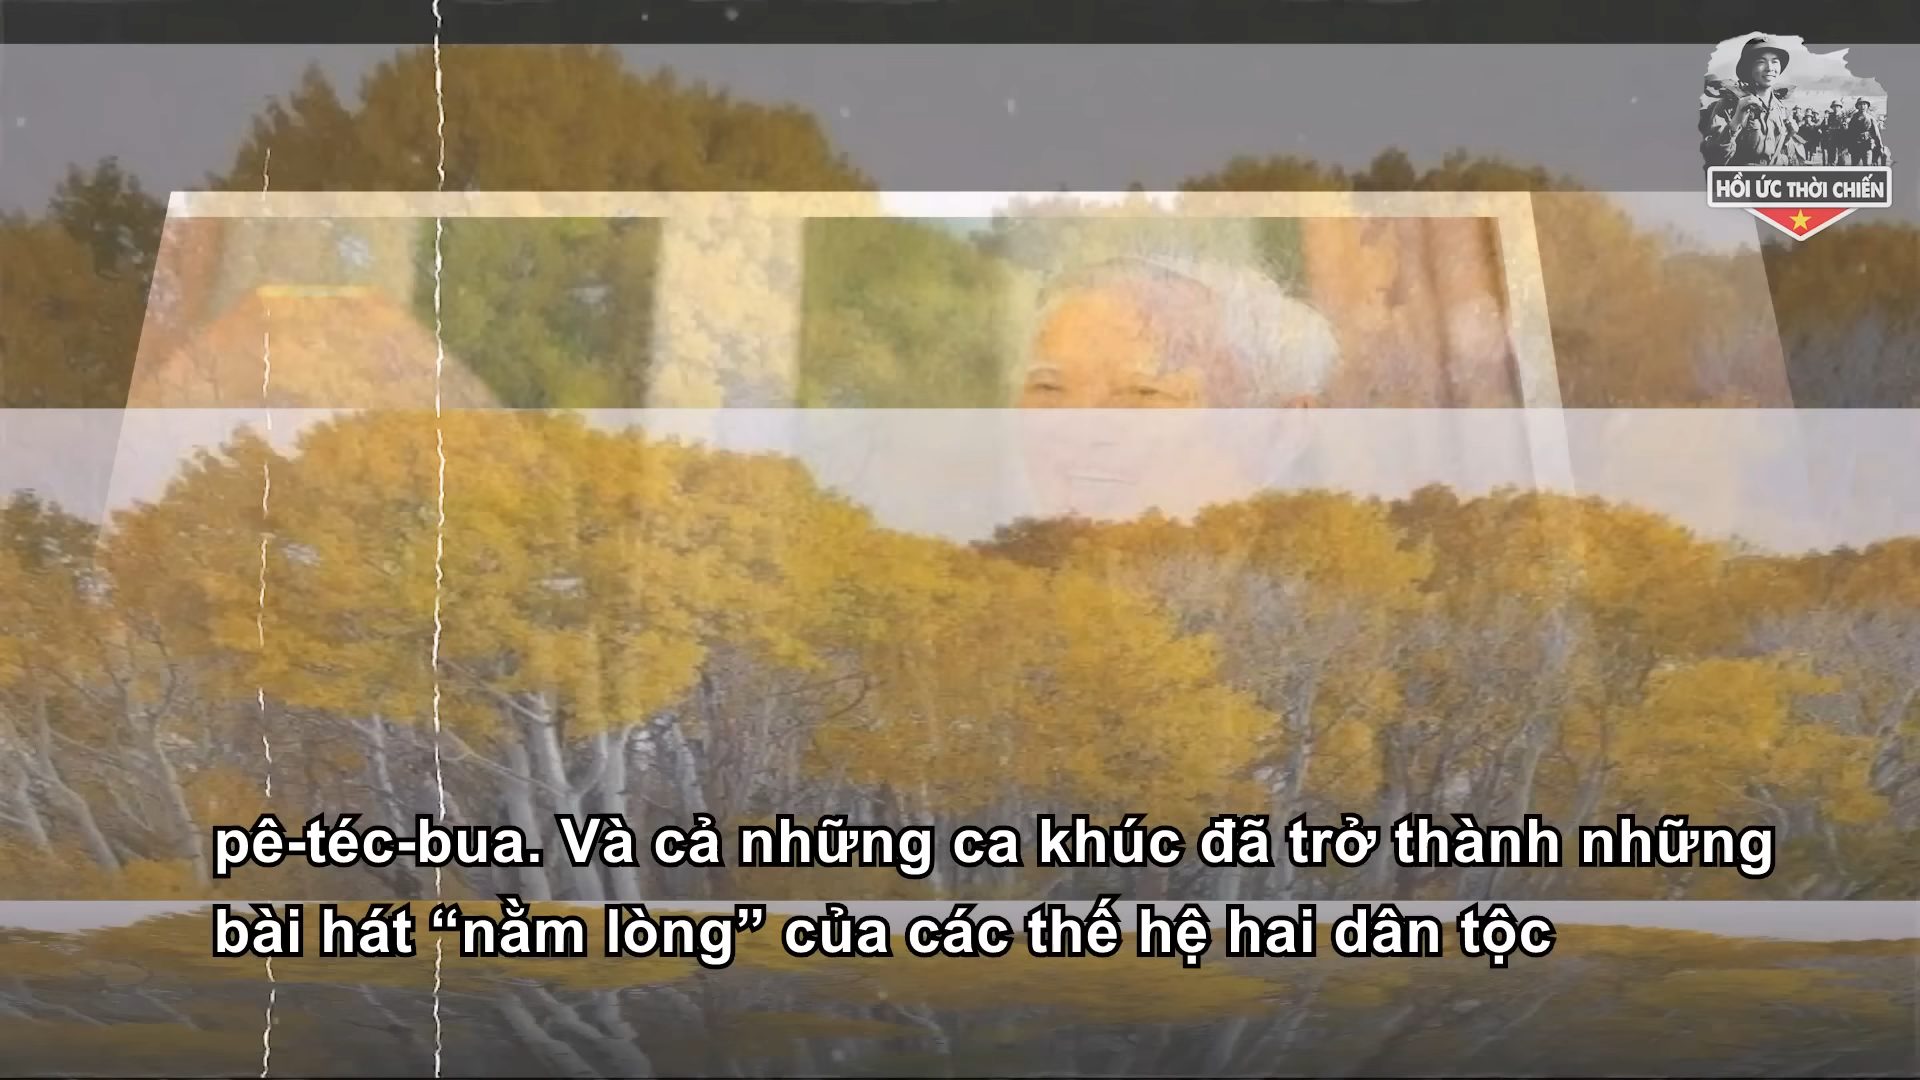 HỒI ỨC THỜI CHIẾN
pê-téc-bua. Và cả những ca khúc đã trở thành những
bài hát “nằm lòng” của các thế hệ hai dân tộc